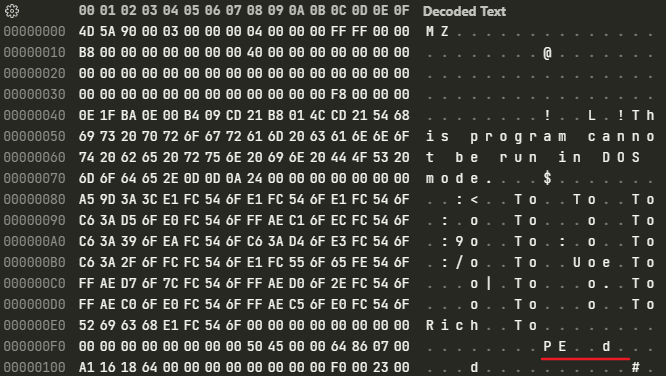 00 01 02 03 04 05 06 07 08 09 0A 0B 0C 0D 0E 0F Decoded Text
00000000 4D 5A 90 00 03 00 00 00 04 00 00 00 FF FF 00 00 M Z . . . . . . . . . . . . . .
00000010 B8 00 00 00 00 00 00 00 40 00 00 00 00 00 00 00 . . . . . . . . @ . . . . . . .
00000020 00 00 00 00 00 00 00 00 00 00 00 00 00 00 00 00 . . . . . . . . . . . . . . . .
00000030 00 00 00 00 00 00 00 00 00 00 00 00 F8 00 00 00 . . . . . . . . . . . . . . . .
00000040 0E 1F BA 0E 00 B4 09 CD 21 B8 01 4C CD 21 54 68 . . . . . . . . ! . . L . ! T h
00000050 69 73 20 70 72 6F 67 72 61 6D 20 63 61 6E 6E 6F i s   p r o g r a m   c a n n o
00000060 74 20 62 65 20 72 75 6E 20 69 6E 20 44 4F 53 20 t   b e   r u n   i n   D O S
00000070 6D 6F 64 65 2E 0D 0D 0A 24 00 00 00 00 00 00 00 m o d e . . . . $ . . . . . . .
00000080 A5 9D 3A 3C E1 FC 54 6F E1 FC 54 6F E1 FC 54 6F . . : < . . T o . . T o . . T o
00000090 C6 3A D5 6F E0 FC 54 6F FF AE C1 6F EC FC 54 6F . : . o . . T o . . . o . . T o
000000A0 C6 3A 39 6F EA FC 54 6F C6 3A D4 6F E3 FC 54 6F . : 9 o . . T o . : . o . . T o
000000B0 C6 3A 2F 6F FC FC 54 6F E1 FC 55 6F 65 FE 54 6F . : / o . . T o . . U o e . T o
000000C0 FF AE D7 6F 7C FC 54 6F FF AE D0 6F 2E FC 54 6F . . . o | . T o . . . o . . T o
000000D0 FF AE C0 6F E0 FC 54 6F FF AE C5 6F E0 FC 54 6F . . . o . . T o . . . o . . T o
000000E0 52 69 63 68 E1 FC 54 6F 00 00 00 00 00 00 00 00 R i c h . . T o . . . . . . . .
000000F0 00 00 00 00 00 00 00 00 50 45 00 00 64 86 07 00 . . . . . . . . P E . . d . . .
00000100 A1 16 18 64 00 00 00 00 00 00 00 00 F0 00 23 00 . . . d . . . . . . . . . . # .